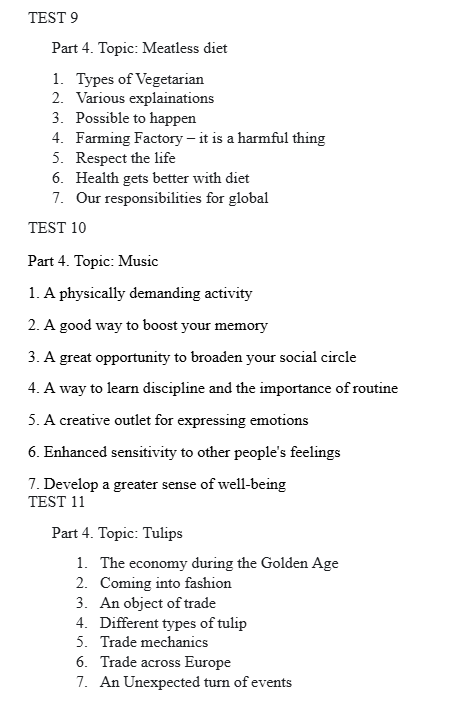 TEST 9
Part 4. Topic: Meatless diet
1. Types of Vegetarian
2. Various explainations
3. Possible to happen
4. Farming Factory – it is a harmful thing
5. Respect the life
6. Health gets better with diet
7. Our responsibilities for global
TEST 10
Part 4. Topic: Music
1. A physically demanding activity
2. A good way to boost your memory
3. A great opportunity to broaden your social circle
4. A way to learn discipline and the importance of routine
5. A creative outlet for expressing emotions
6. Enhanced sensitivity to other people's feelings
7. Develop a greater sense of well-being
TEST 11
Part 4. Topic: Tulips
1. The economy during the Golden Age
2. Coming into fashion
3. An object of trade
4. Different types of tulip
5. Trade mechanics
6. Trade across Europe
7. An Unexpected turn of events